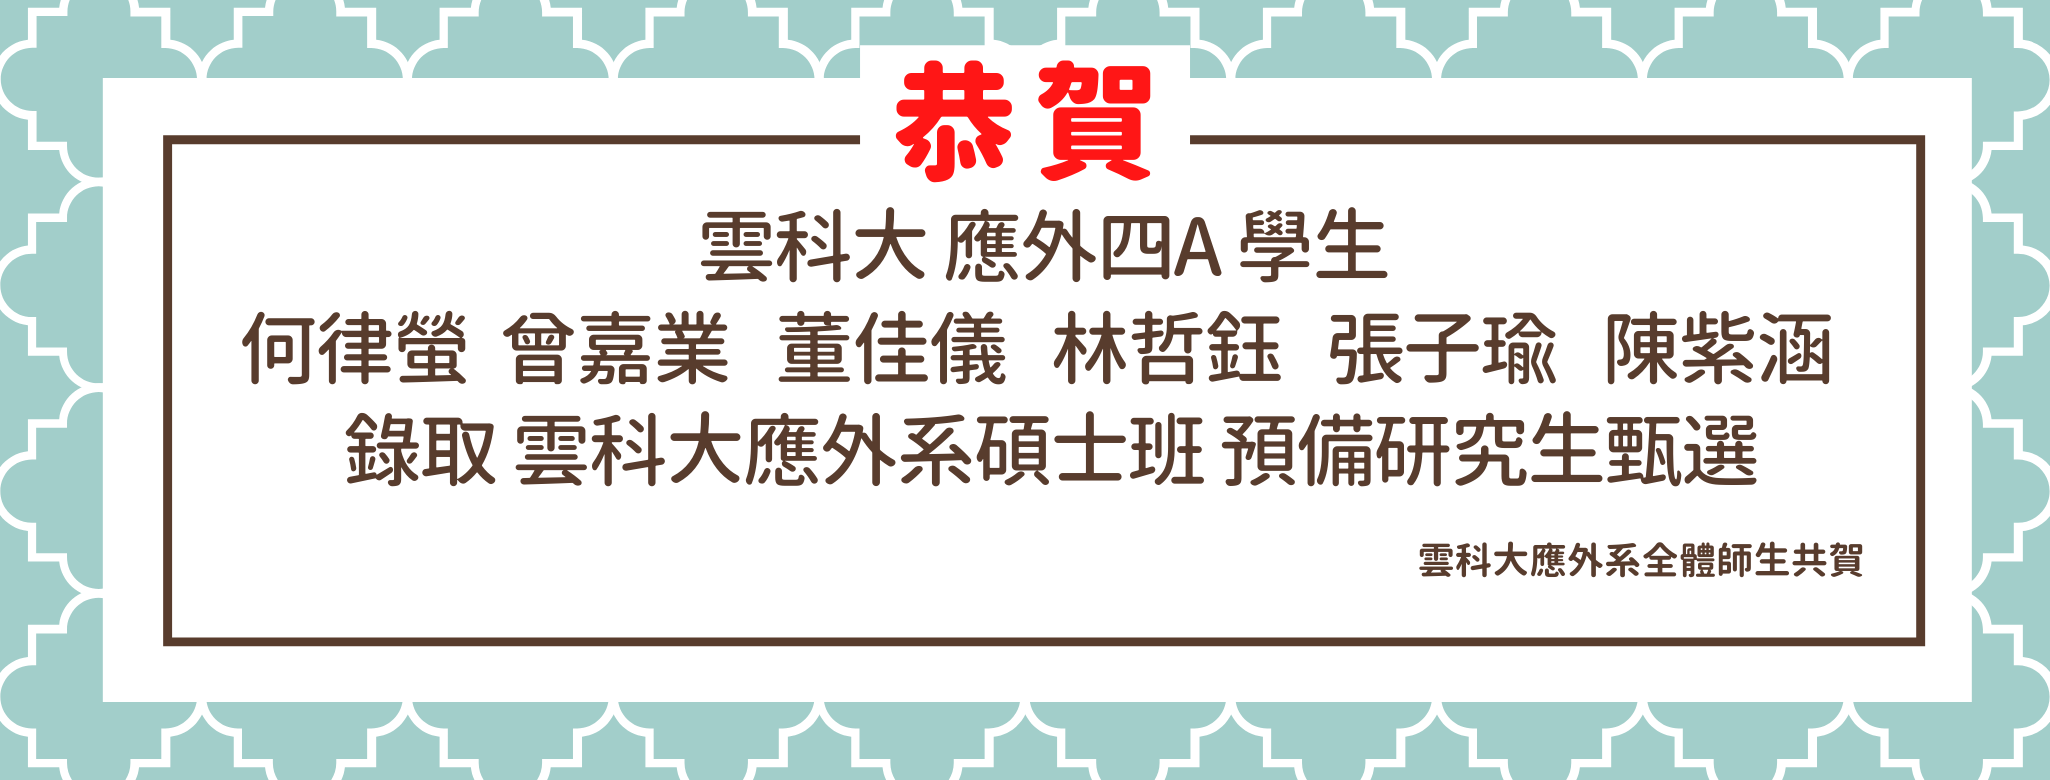 恭賀
雲科大 應外四A 學生
何律螢 曾嘉業 董佳儀 林哲鈺 張子瑜 陳紫涵
錄取 雲科大應外系碩士班 預備研究生甄選
雲科大應外系全體師生共賀